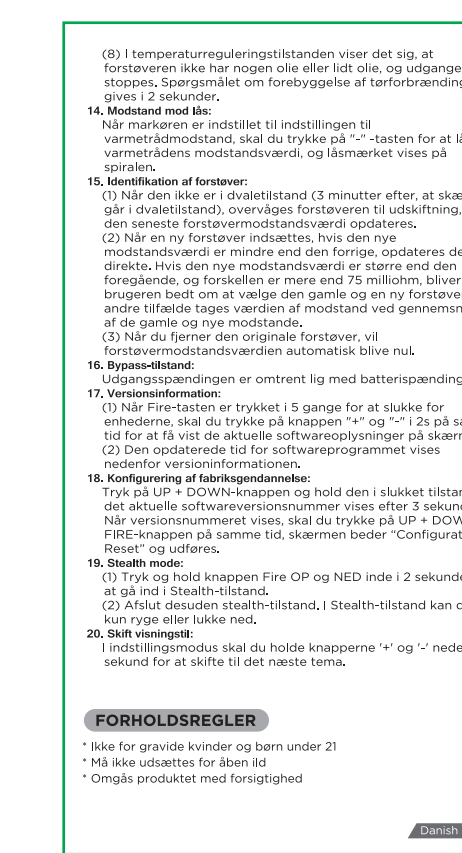 (8) I temperaturreguleringstilstanden viser det sig, at
forstøveren ikke har nogen olie eller lidt olie, og udgange
stoppes. Spørgsmålet om forebyggelse af tørforbrænding
gives i 2 sekunder.
14. Modstand mod lås:
Når markøren er indstillet til indstillingen til
varmetrådmodstand, skal du trykke på "-" -tasten for at l
varmetrådens modstandsværdi, og låsmærket vises på
spiralen.
15. Identifikation af forstøver:
(1) Når den ikke er i dvaletilstand (3 minutter efter, at skæ
går i dvaletilstand), overvåges forstøveren til udskiftning,
den seneste forstøvermodstandsværdi opdateres.
(2) Når en ny forstøver indsættes, hvis den nye
modstandsværdi er mindre end den forrige, opdateres de
direkte. Hvis den nye modstandsværdi er større end den
foregående, og forskellen er mere end 75 milliohm, bliver
brugeren bedt om at vælge den gamle og en ny forstøve
andre tilfælde tages værdien af modstand ved gennemsn
af de gamle og nye modstande.
(3) Når du fjerner den originale forstøver, vil
forstøvermodstandsværdien automatisk blive nul.
16. Bypass-tilstand:
Udgangsspændingen er omtrent lig med batterispænding
17. Versionsinformation:
(1) Når Fire-tasten er trykket i 5 gange for at slukke for
enhederne, skal du trykke på knappen "+" og "-" i 2s på sa
tid for at få vist de aktuelle softwareoplysninger på skærr
(2) Den opdaterede tid for softwareprogrammet vises
nedenfor versioninformationen.
18. Konfigurering af fabriksgendannelse:
Tryk på UP + DOWN-knappen og hold den i slukket tilstan
det aktuelle softwareversionsnummer vises efter 3 sekund
Når versionsnummeret vises, skal du trykke på UP + DOW
FIRE-knappen på samme tid, skærmen beder “Configurat
Reset” og udføres.
19. Stealth mode:
(1) Tryk og hold knappen Fire OP og NED inde i 2 sekunde
at gå ind i Stealth-tilstand.
(2) Afslut desuden stealth-tilstand. I Stealth-tilstand kan d
kun ryge eller lukke ned.
20. Skift visningstil:
I indstillingsmodus skal du holde knapperne '+' og '-' nede
sekund for at skifte til det næste tema.
FORHOLDSREGLER
* Ikke for gravide kvinder og børn under 21
* Må ikke udsættes for åben ild
* Omgås produktet med forsigtighed
Danish